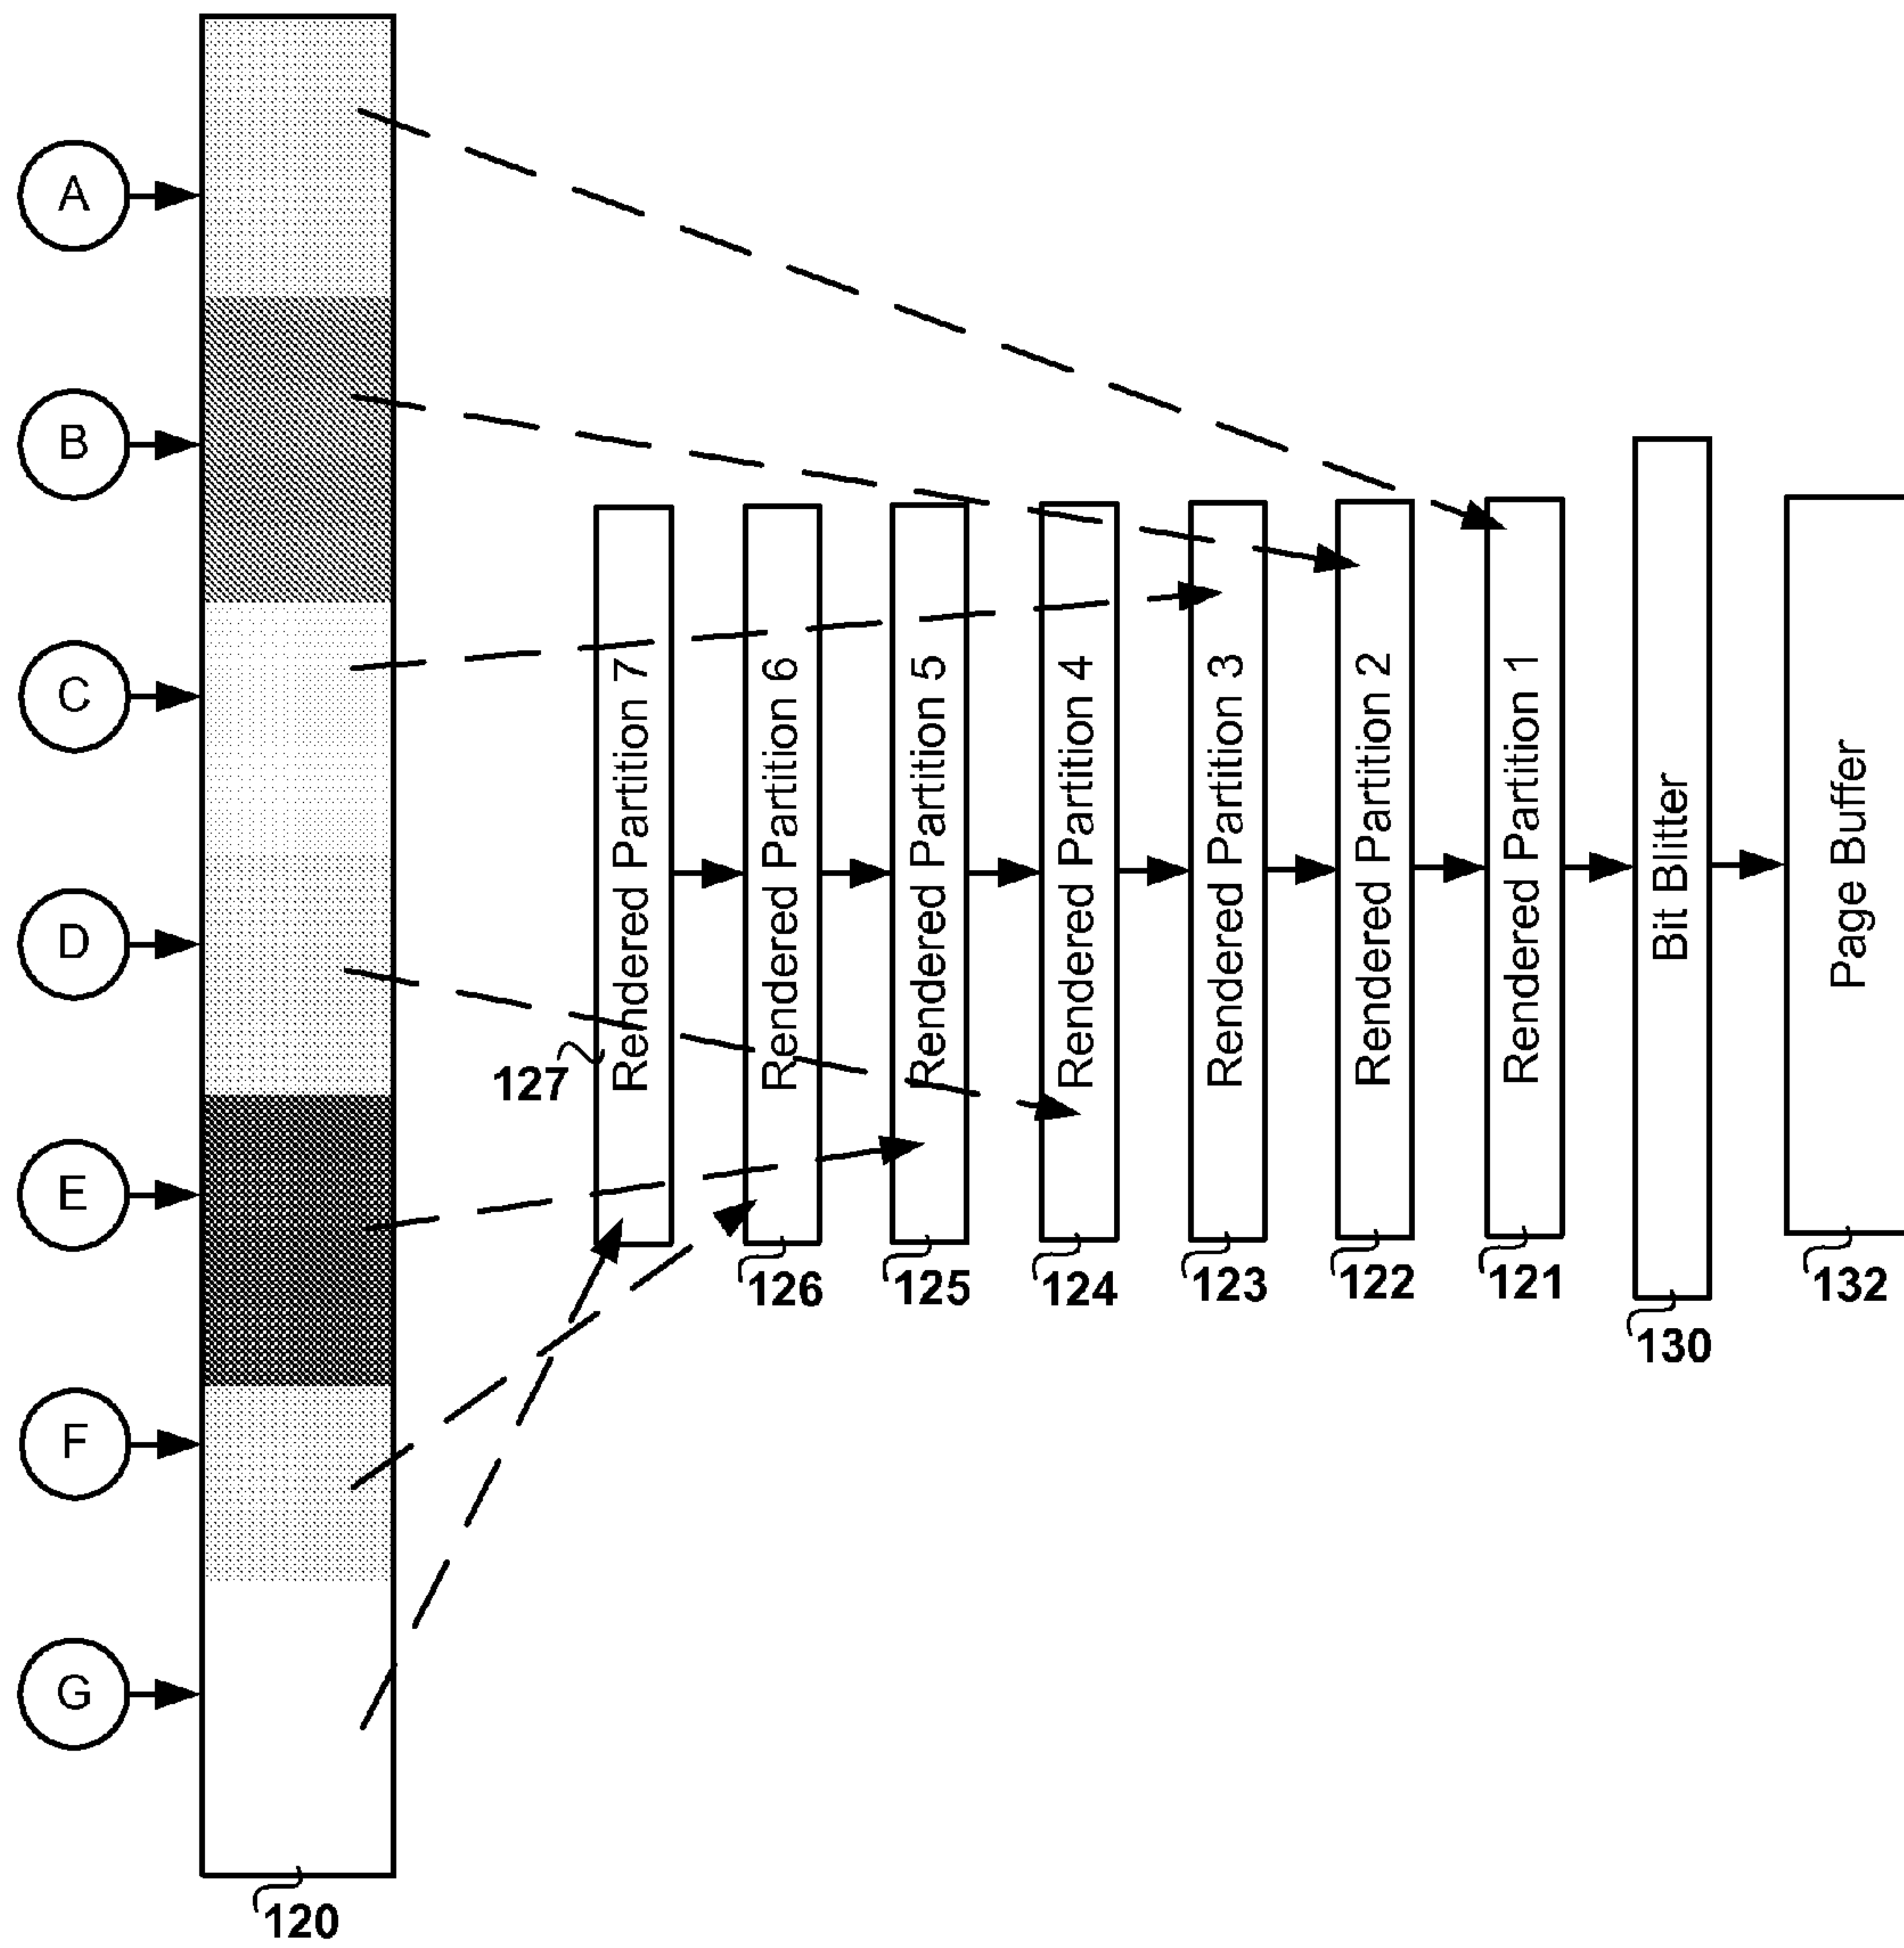 A
B
C
D
E
F
G
120
127
Rendered Partition 7
Rendered Partition 6
126
Rendered Partition 5
125
Rendered Partition 4
124
Rendered Partition 3
123
Rendered Partition 2
122
Rendered Partition 1
121
Bit Blitter
130
Page Buffer
132